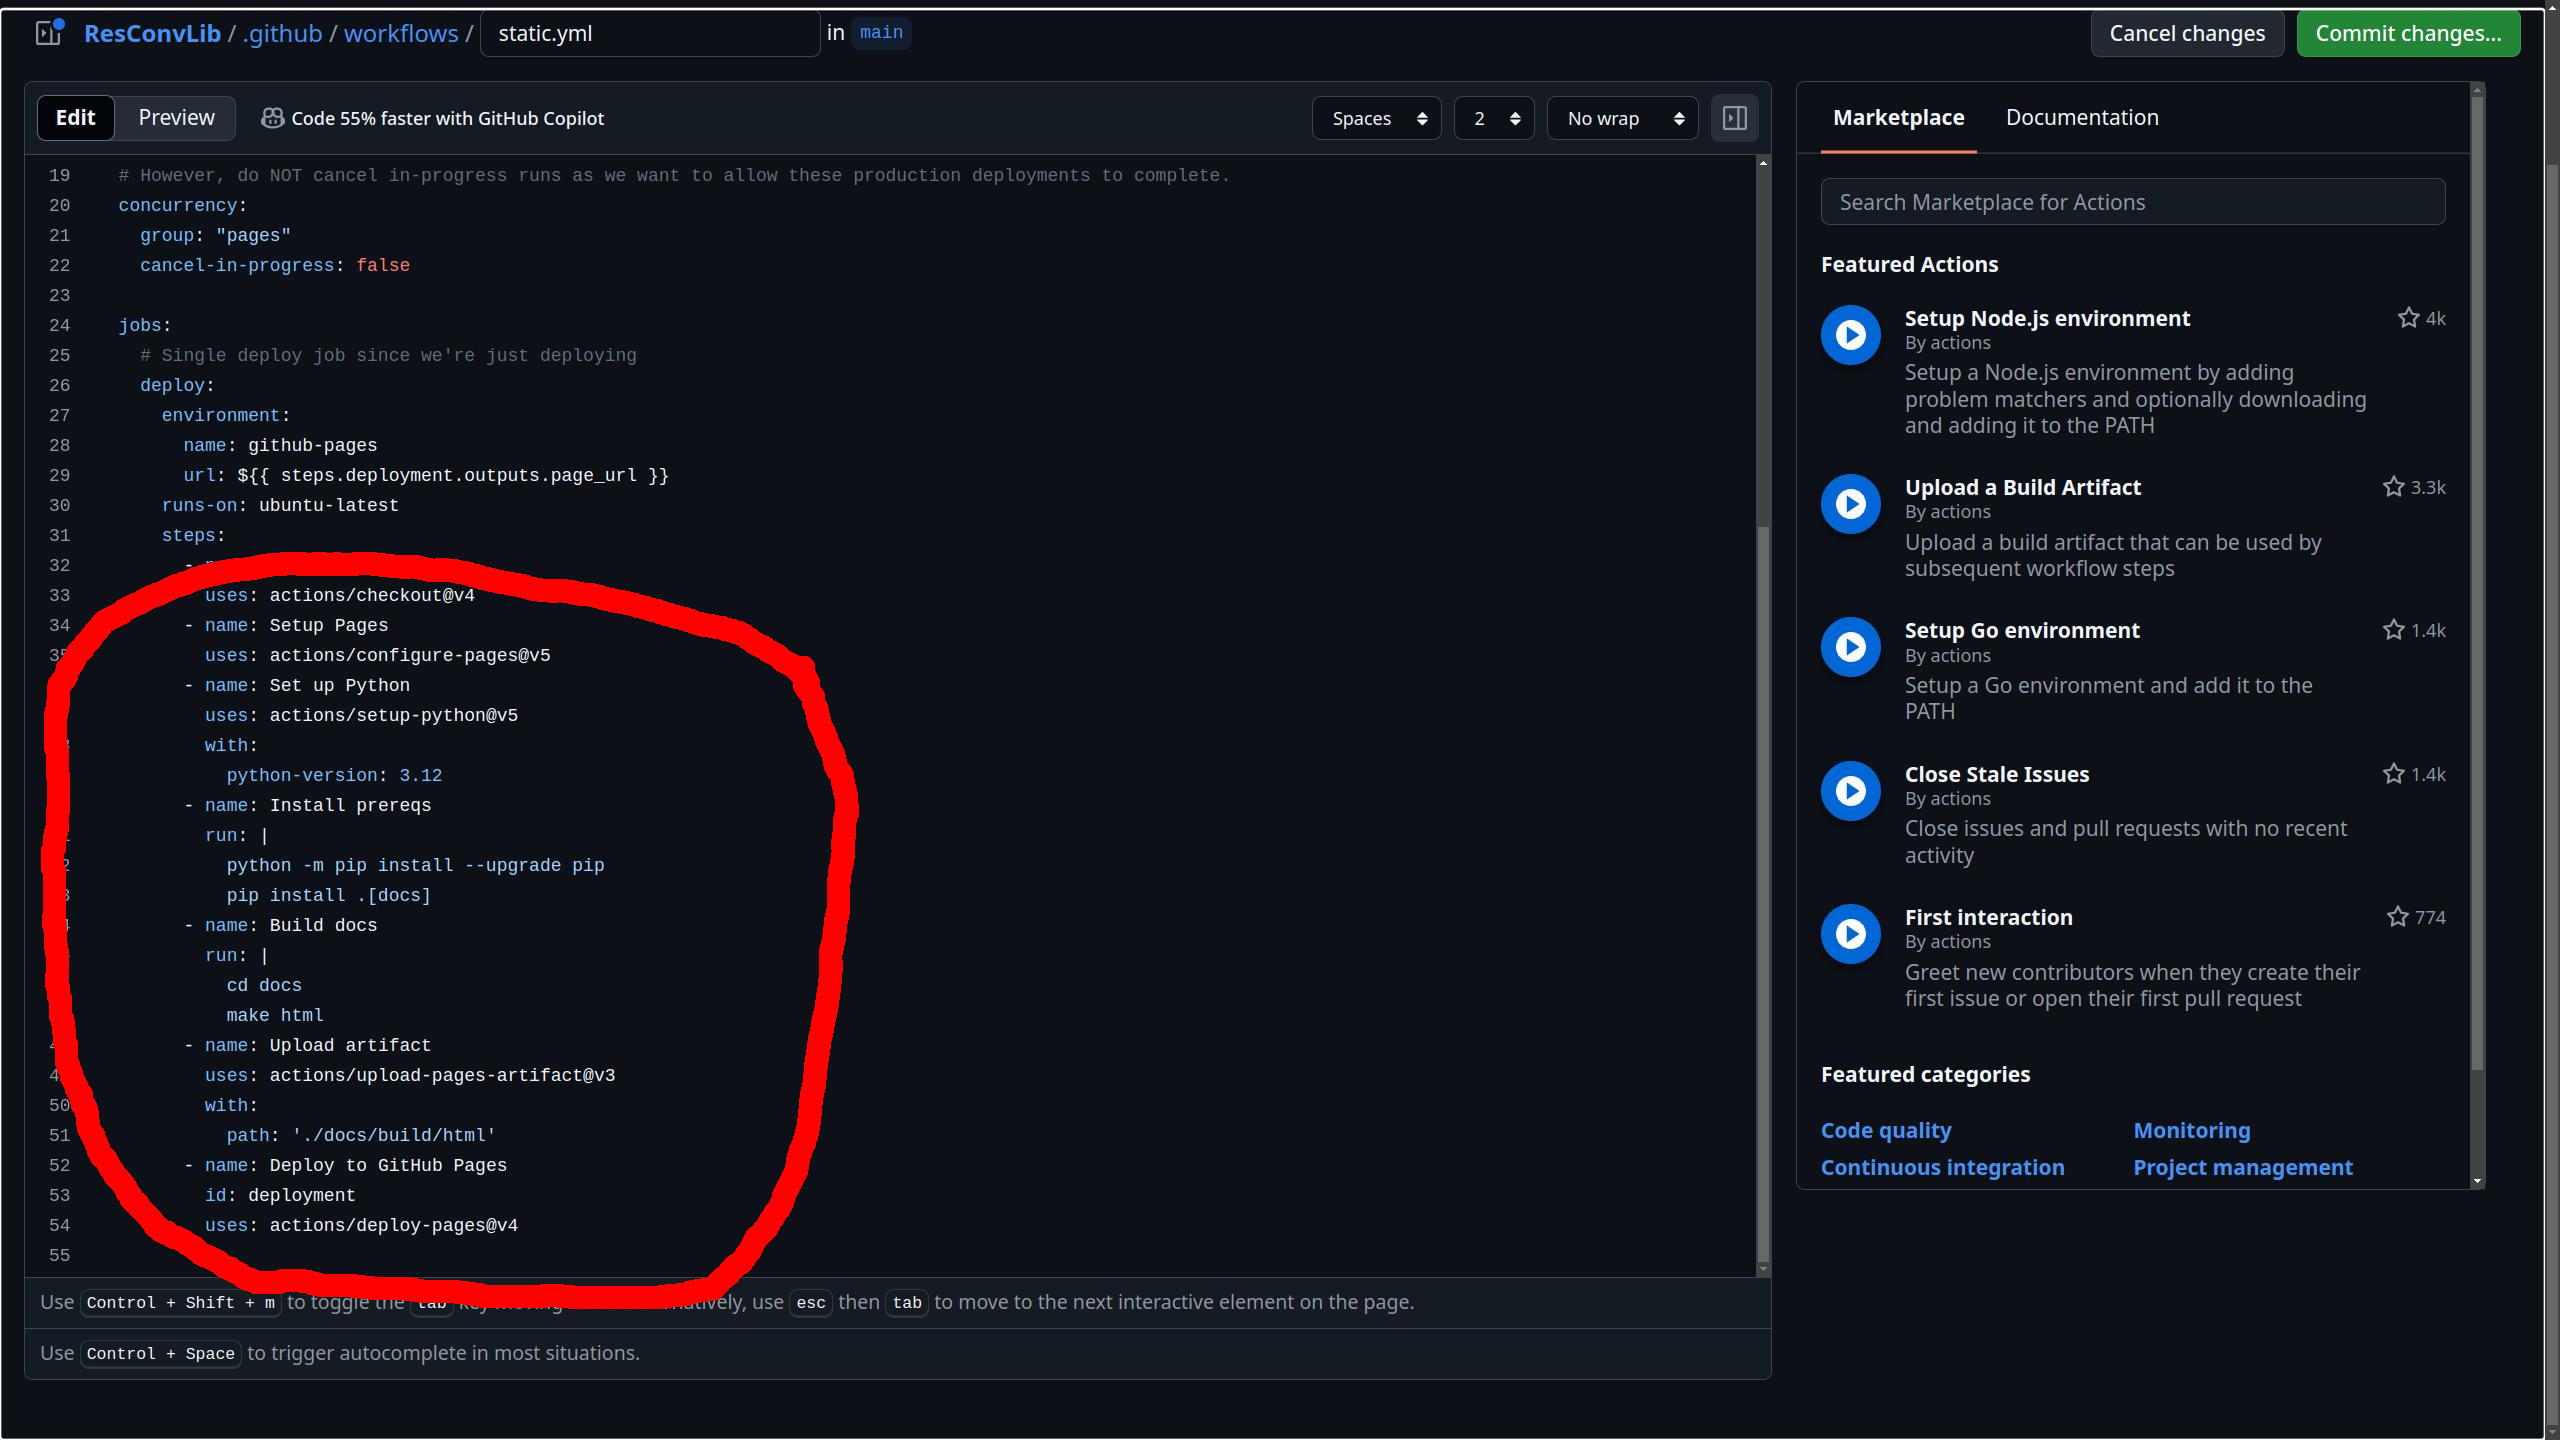 ResConvLib / .github / workflows / static.yml in main
Cancel changes
Commit changes...
Edit
Preview
Code 55% faster with GitHub Copilot
Spaces
2
No wrap
19 # However, do NOT cancel in-progress runs as we want to allow these production deployments to complete.
20 concurrency:
21 group: "pages"
22 cancel-in-progress: false
23
24 jobs:
25 # Single deploy job since we're just deploying
26 deploy:
27 environment:
28 name: github-pages
29 url: ${{ steps.deployment.outputs.page_url }}
30 runs-on: ubuntu-latest
31 steps:
32 -
33 uses: actions/checkout@v4
34 - name: Setup Pages
uses: actions/configure-pages@v5
- name: Set up Python
uses: actions/setup-python@v5
with:
python-version: 3.12
- name: Install prereqs
run: |
python -m pip install --upgrade pip
pip install .[docs]
- name: Build docs
run: |
cd docs
make html
- name: Upload artifact
uses: actions/upload-pages-artifact@v3
50 with:
51 path: './docs/build/html'
52 - name: Deploy to GitHub Pages
53 id: deployment
54 uses: actions/deploy-pages@v4
55
Use Control + Shift + m to toggle the tab key moving use esc then tab to move to the next interactive element on the page.
Use Control + Space to trigger autocomplete in most situations.
Marketplace
Documentation
Search Marketplace for Actions
Featured Actions
Setup Node.js environment
4k
By actions
Setup a Node.js environment by adding
problem matchers and optionally downloading
and adding it to the PATH
Upload a Build Artifact
3.3k
By actions
Upload a build artifact that can be used by
subsequent workflow steps
Setup Go environment
1.4k
By actions
Setup a Go environment and add it to the
PATH
Close Stale Issues
1.4k
By actions
Close issues and pull requests with no recent
activity
First interaction
774
By actions
Greet new contributors when they create their
first issue or open their first pull request
Featured categories
Code quality
Monitoring
Continuous integration
Project management